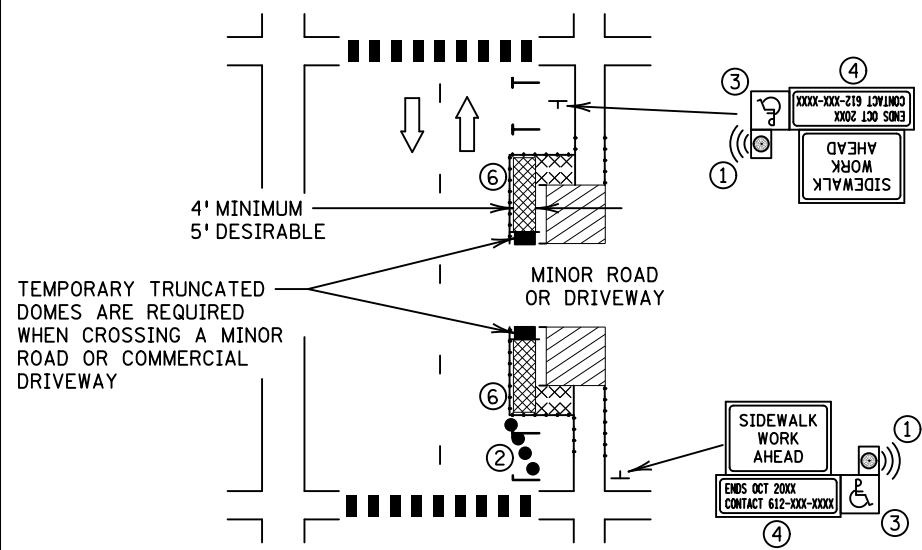 ③
④
ENDS OCT 20XX
CONTACT 612-XXX-XXXX
①
SIDEWALK
WORK
AHEAD
⑥
4' MINIMUM
5' DESIRABLE
TEMPORARY TRUNCATED
DOMES ARE REQUIRED
WHEN CROSSING A MINOR
ROAD OR COMMERCIAL
DRIVEWAY
MINOR ROAD
OR DRIVEWAY
⑥
②
SIDEWALK
WORK
AHEAD
①
ENDS OCT 20XX
CONTACT 612-XXX-XXXX
③
④